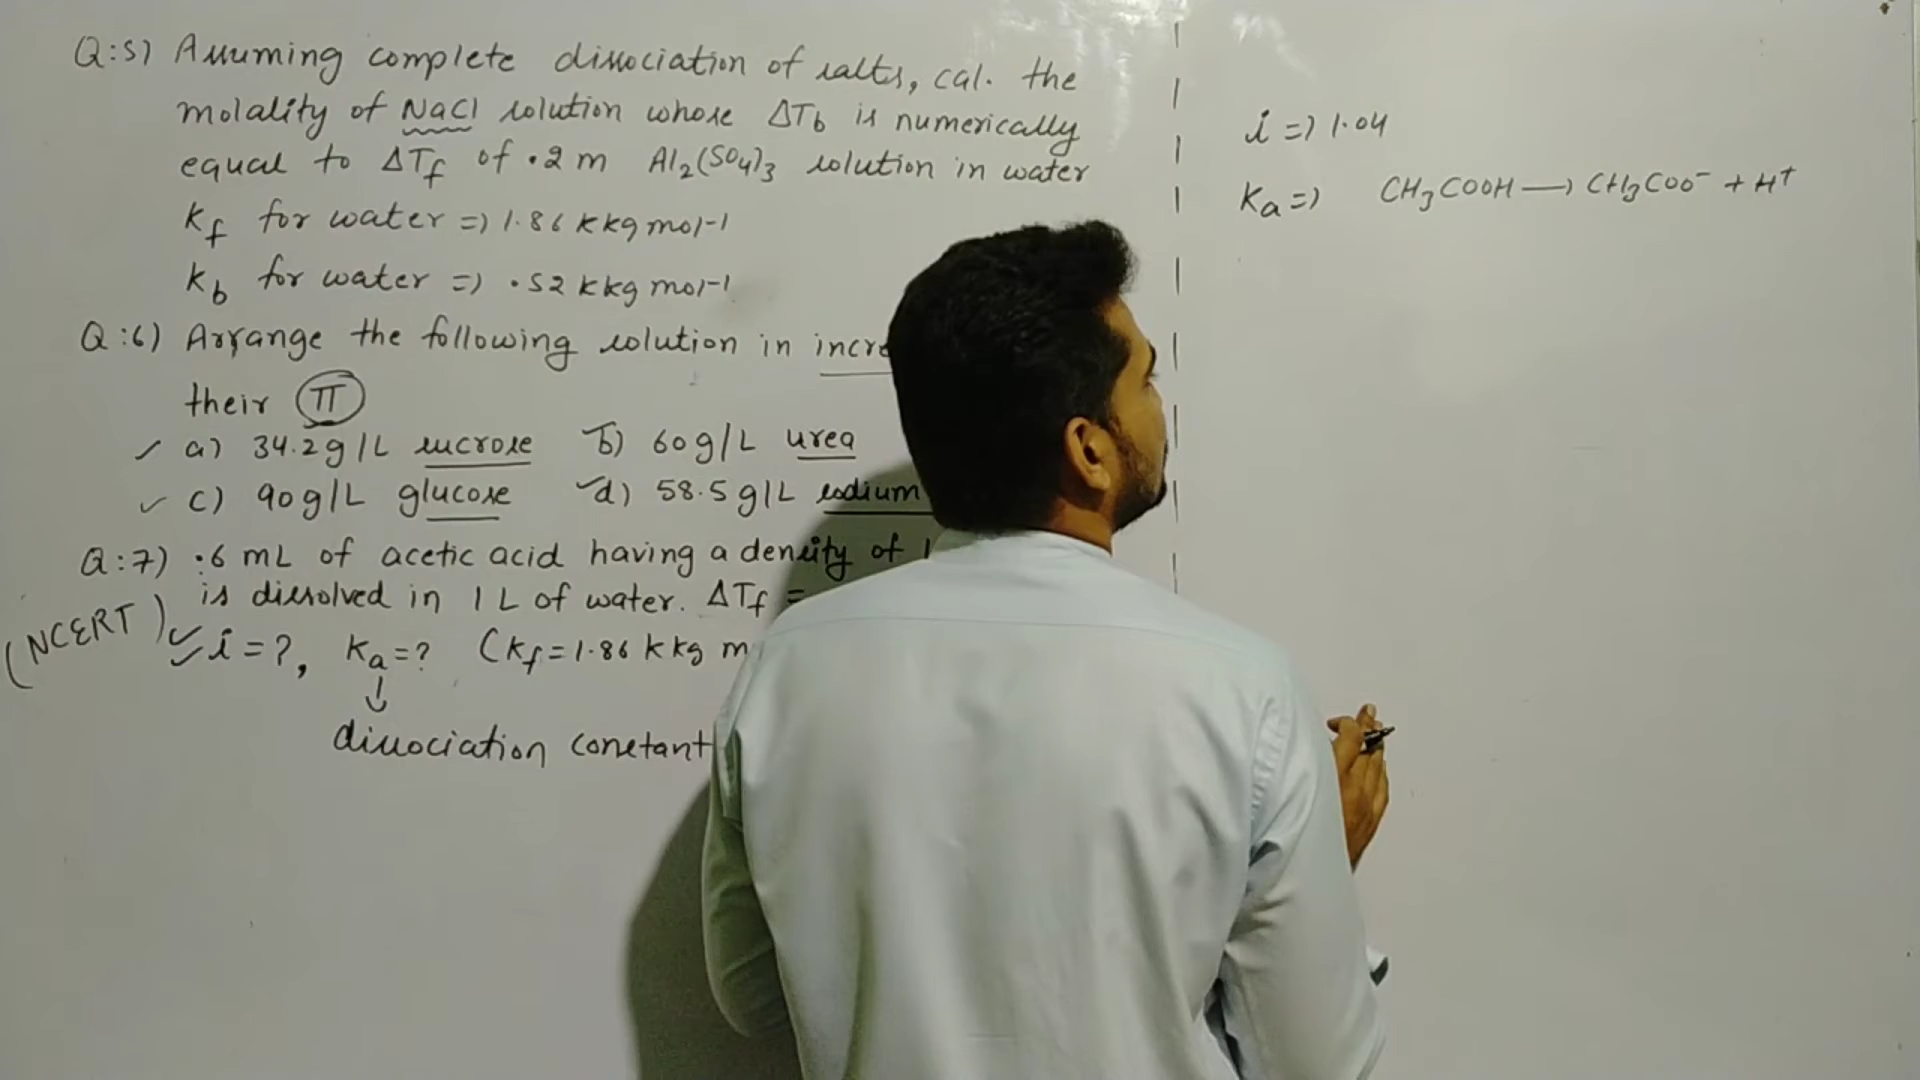 Q:5) Assuming complete dissociation of salts, cal. the
molality of NaCl solution whose ΔTb is numerically
equal to ΔTf of .2 m Al2(SO4)3 solution in water
Kf for water => 1.86 K kg mol-1
Kb for water => .52 K kg mol-1
Q:6) Arrange the following solution in incre
their π
a) 34.2g/L sucrose b) 60g/L urea
c) 90g/L glucose d) 58.5g/L sodium
Q:7) .6 mL of acetic acid having a density of 1
is dissolved in 1 L of water. ΔTf =
(NCERT) i=?, Ka=? (Kf=1.86 K kg m
↓
dissociation constant
i => 1.04
Ka => CH3COOH → CH3COO- + H+